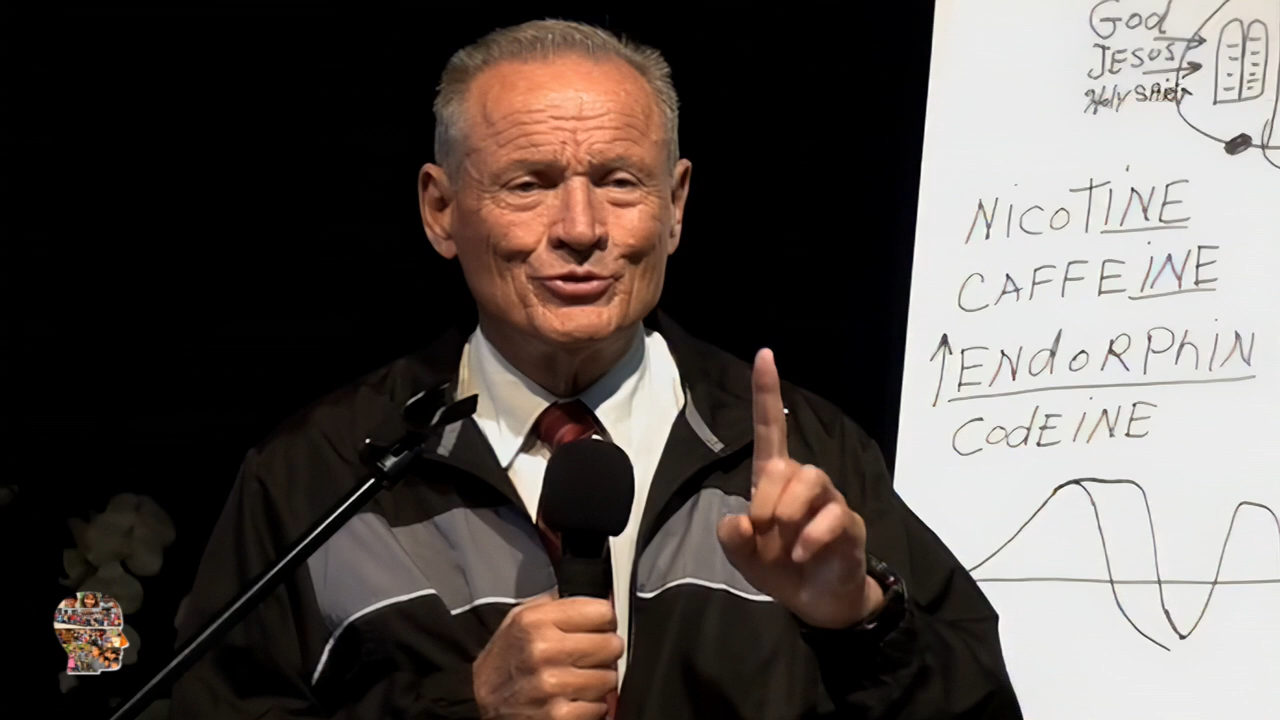 God
JESUS
Holy SPiRiT
NicoTiNE
CAFFEiNE
↑ENdoRPhiN
CodEiNE